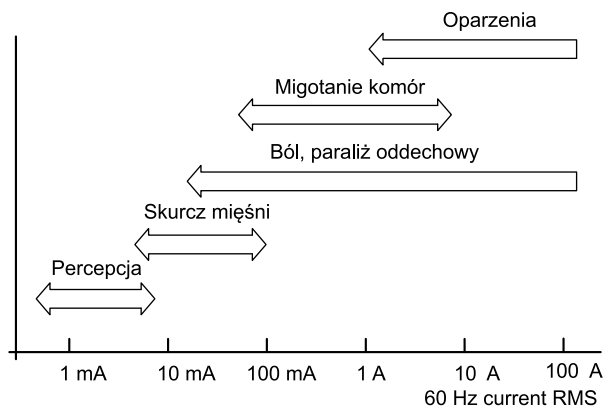 Oparzenia
Migotanie komór
Ból, paraliż oddechowy
Skurcz mięśni
Percepcja
1 mA 10 mA 100 mA 1 A 10 A 100 A
60 Hz current RMS